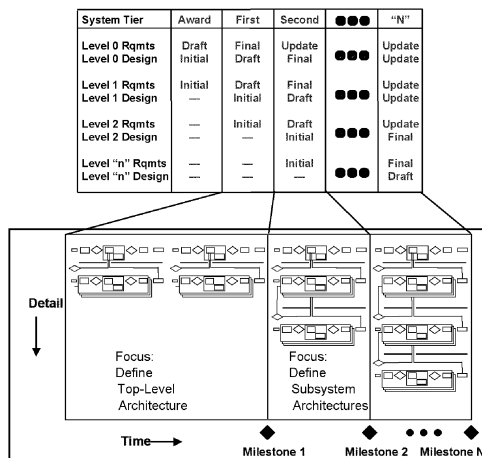 System Tier Award First Second "N"
Level 0 Rqmts Draft Final Update Update
Level 0 Design Initial Draft Final Update
Level 1 Rqmts Initial Draft Final Update
Level 1 Design — Initial Draft Update
Level 2 Rqmts Initial Draft Update
Level 2 Design — — Initial Final
Level "n" Rqmts — — Initial Final
Level "n" Design — — — Draft
Detail
Focus:
Define
Top-Level
Architecture
Focus:
Define
Subsystem
Architectures
Time
Milestone 1
Milestone 2
Milestone N